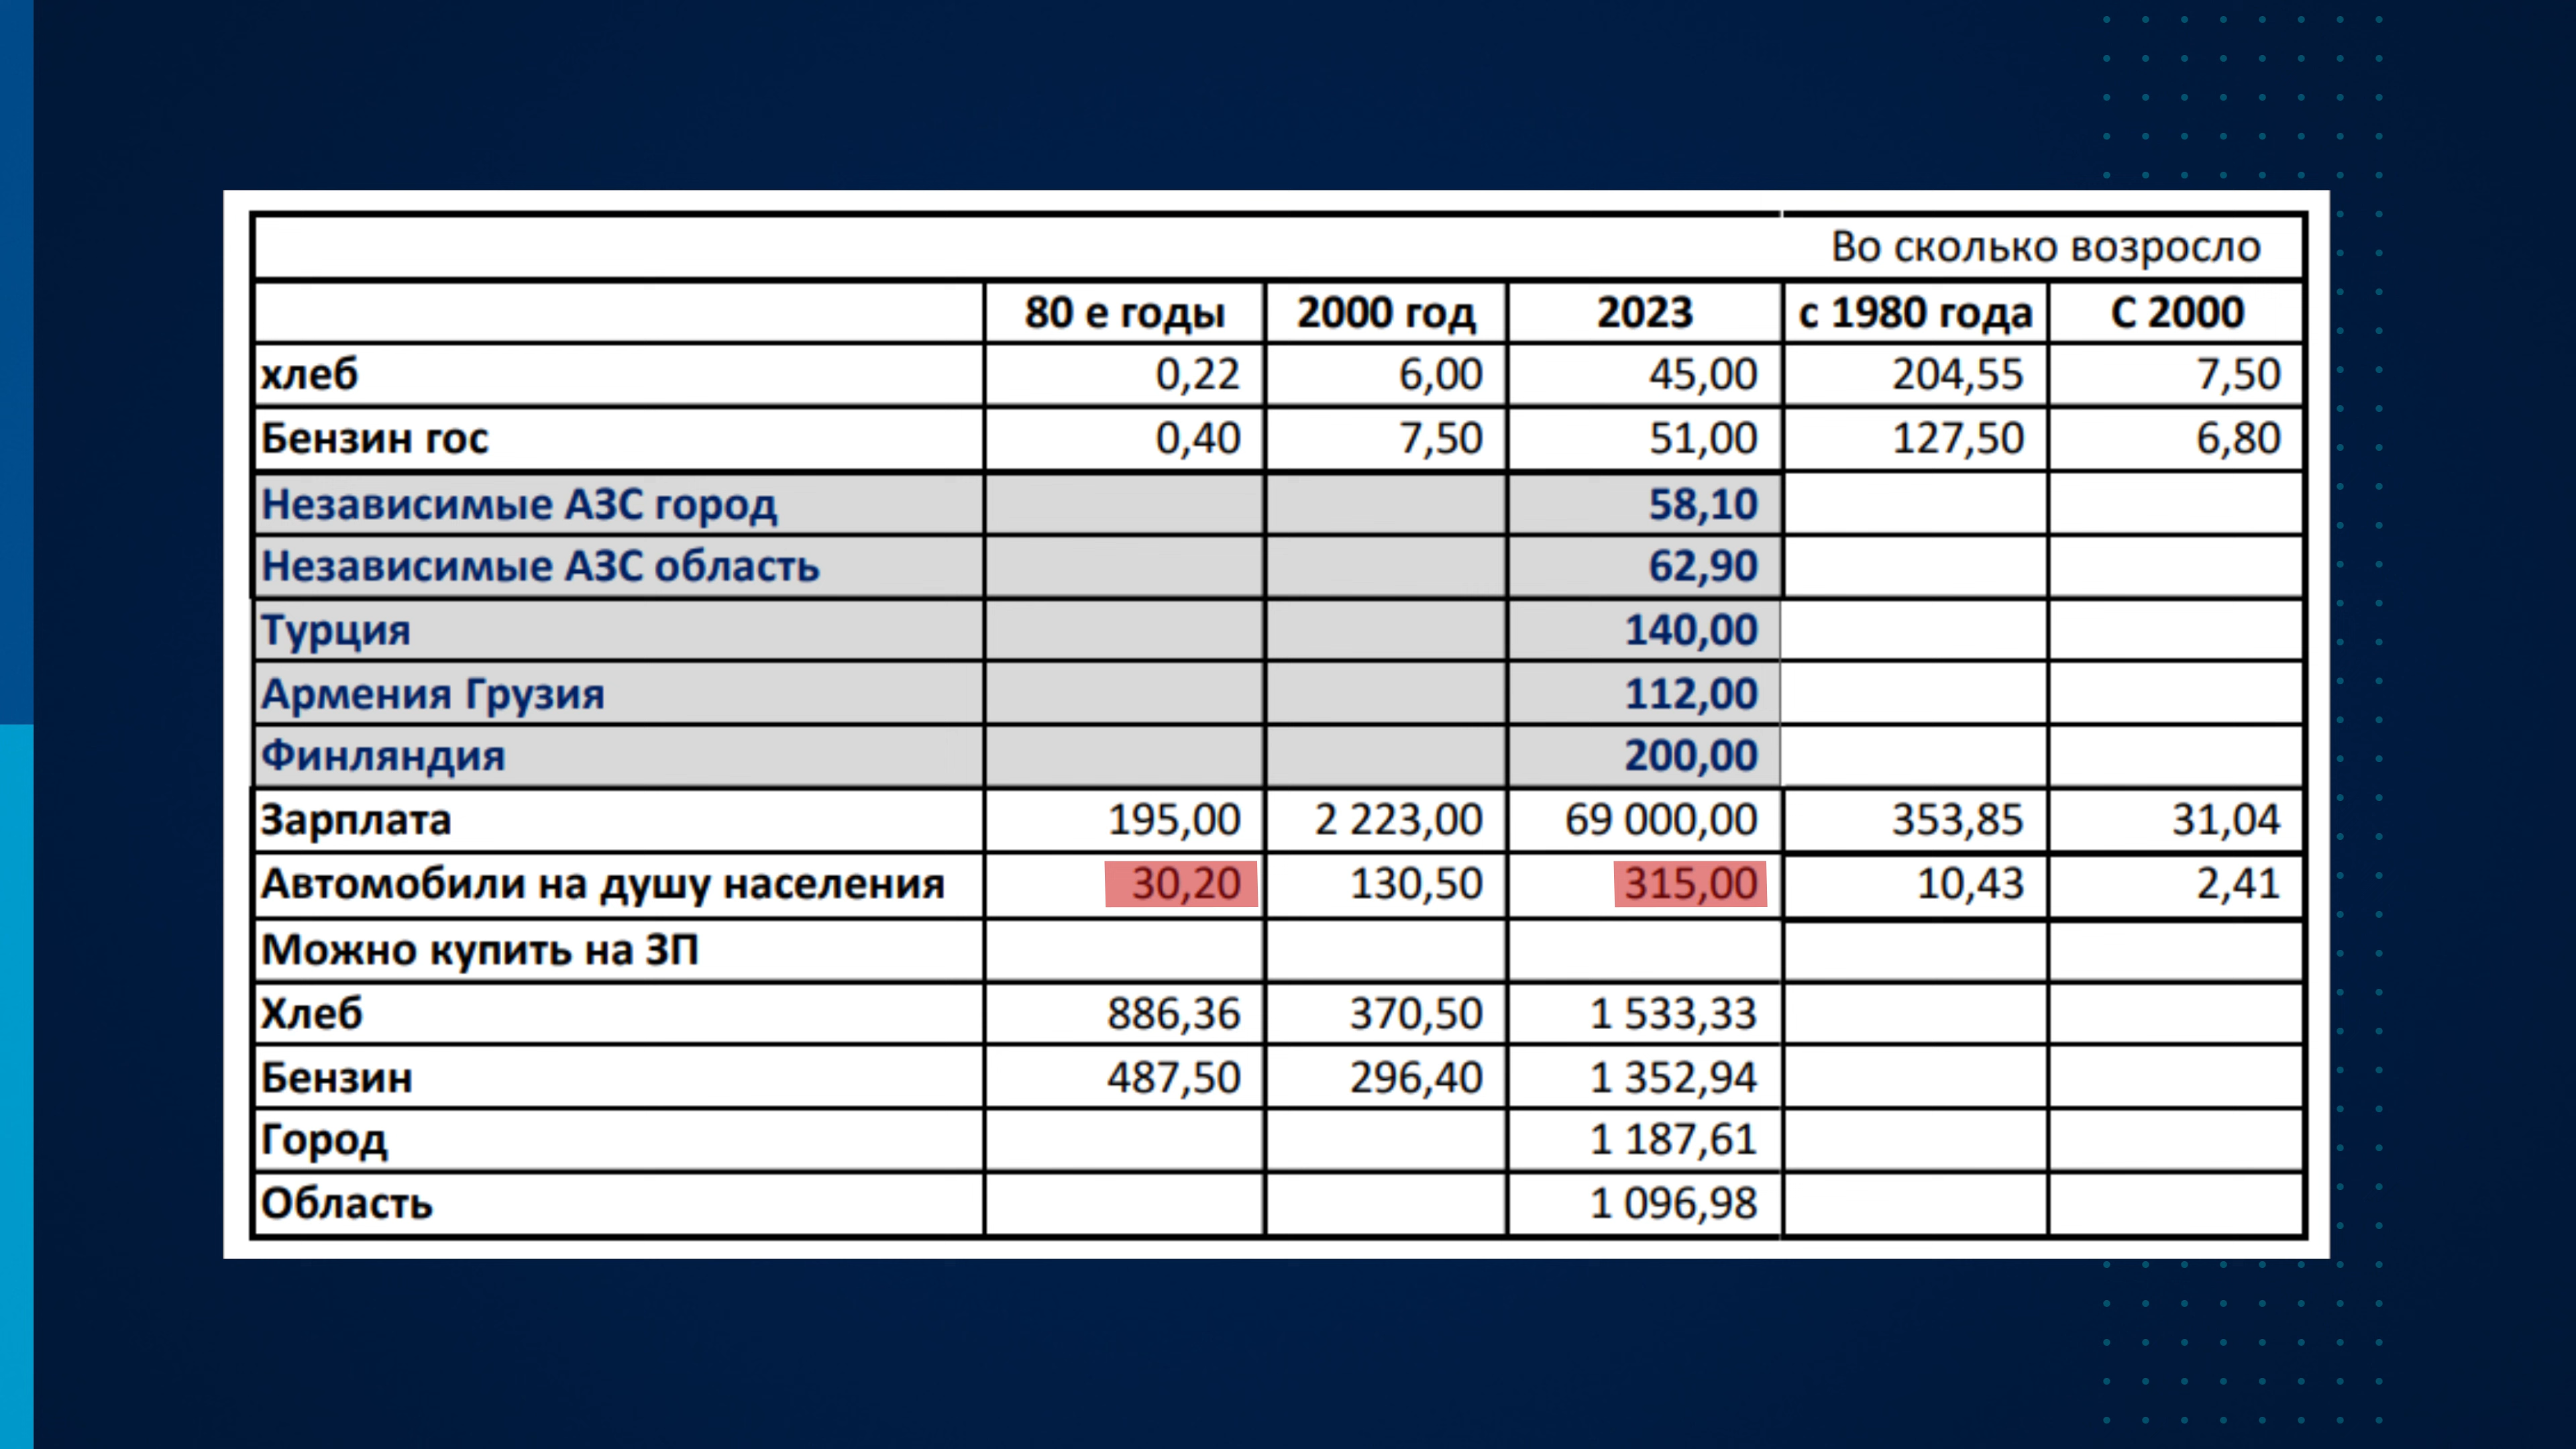 Во сколько возросло
80 е годы 2000 год 2023 с 1980 года С 2000
хлеб 0,22 6,00 45,00 204,55 7,50
Бензин гос 0,40 7,50 51,00 127,50 6,80
Независимые АЗС город 58,10
Независимые АЗС область 62,90
Турция 140,00
Армения Грузия 112,00
Финляндия 200,00
Зарплата 195,00 2 223,00 69 000,00 353,85 31,04
Автомобили на душу населения 30,20 130,50 315,00 10,43 2,41
Можно купить на ЗП
Хлеб 886,36 370,50 1 533,33
Бензин 487,50 296,40 1 352,94
Город 1 187,61
Область 1 096,98